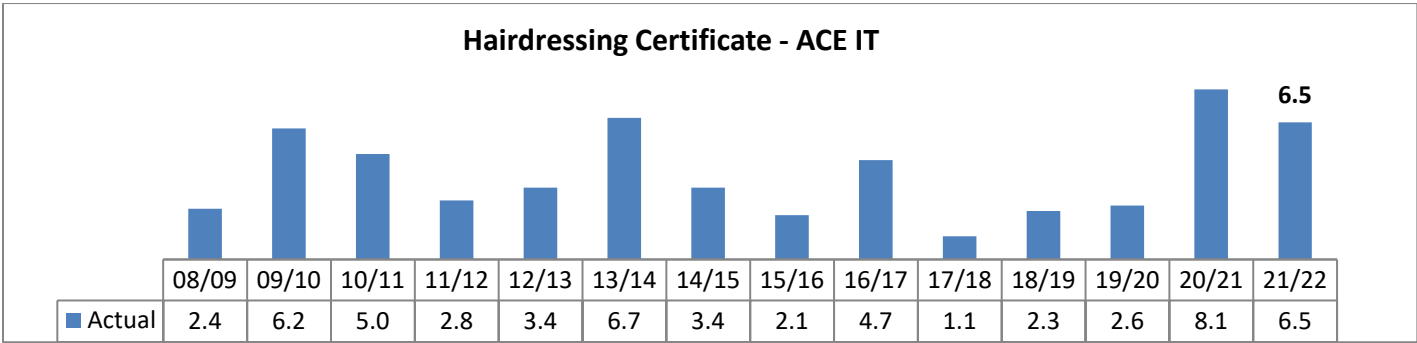 Hairdressing Certificate - ACE IT
6.5
08/09 09/10 10/11 11/12 12/13 13/14 14/15 15/16 16/17 17/18 18/19 19/20 20/21 21/22
Actual 2.4 6.2 5.0 2.8 3.4 6.7 3.4 2.1 4.7 1.1 2.3 2.6 8.1 6.5